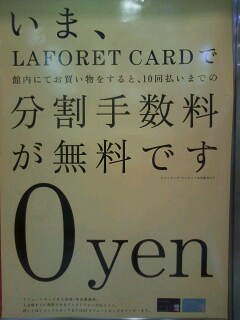 いま、
LAFORET CARDで
館内にてお買い物をすると、10回払いまでの
分割手数料
が無料です
0yen